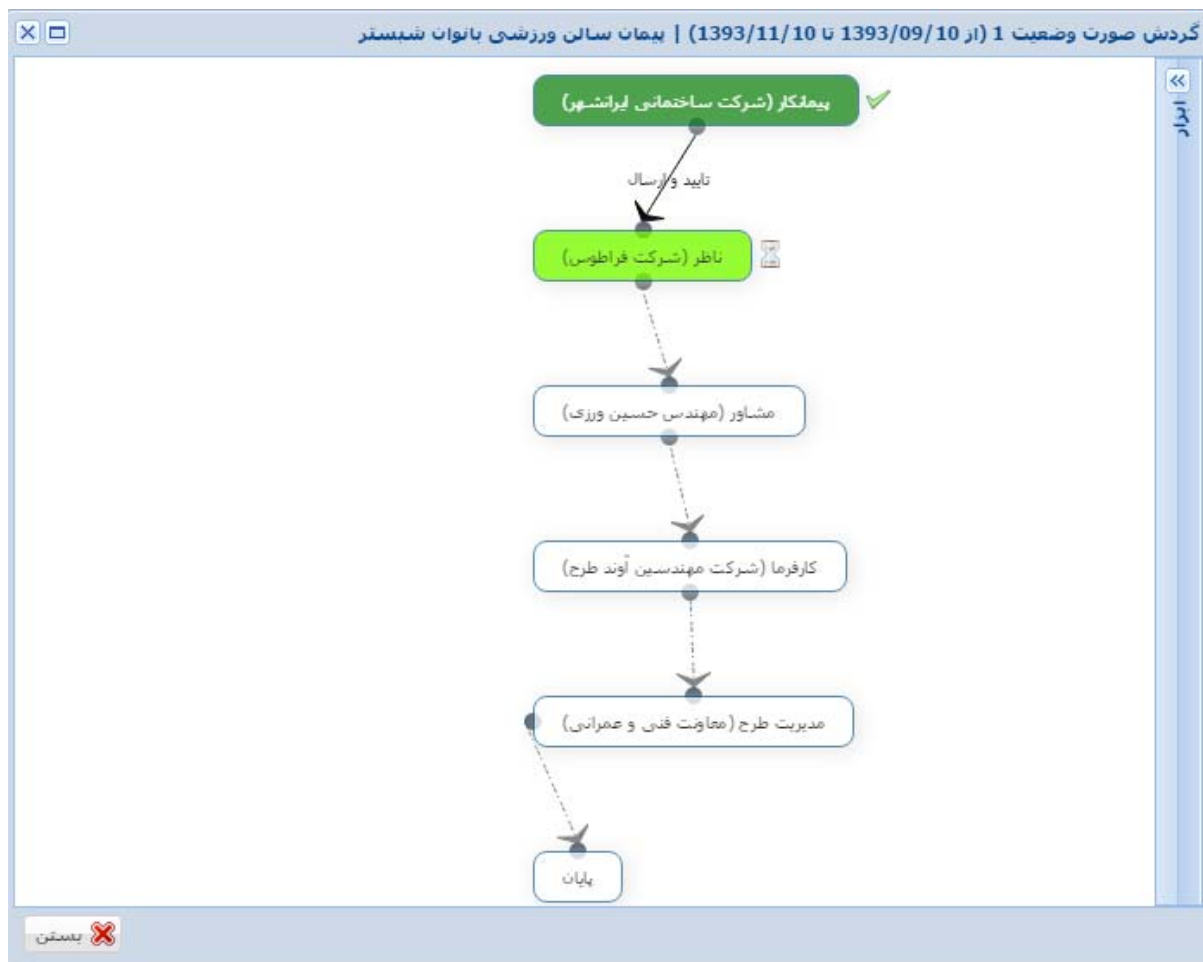 گردش صورت وضعیت 1 (از 1393/09/10 تا 1393/11/10) | پیمان سالن ورزشی بانوان شبستر
ابزار
پیمانکار (شرکت ساختمانی ایرانشهر)
تایید و ارسال
ناظر (شرکت فراطوس)
مشاور (مهندس حسین ورزی)
کارفرما (شرکت مهندسین آوند طرح)
مدیریت طرح (معاونت فنی و عمرانی)
پایان
بستن